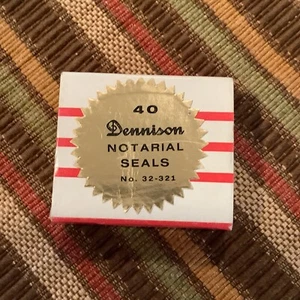 40
Dennison
NOTARIAL
SEALS
No. 32-321